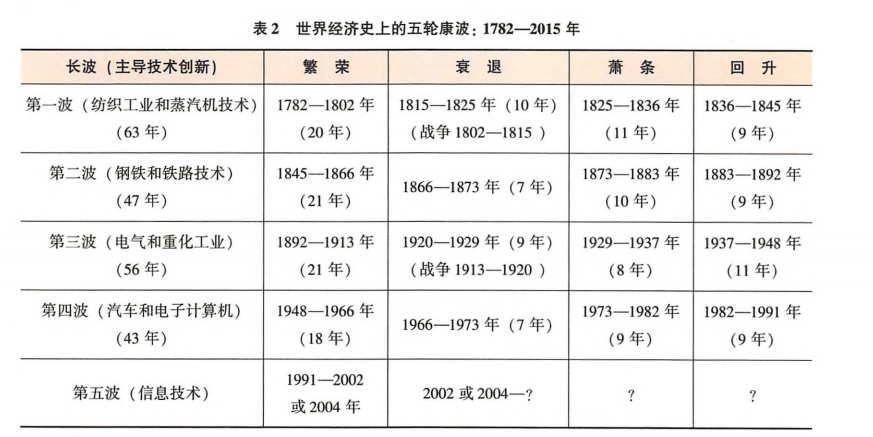 表 2 世界经济史上的五轮康波：1782—2015 年
长波（主导技术创新） 繁 荣 衰 退 萧 条 回 升
第一波（纺织工业和蒸汽机技术） 1782—1802 年 1815—1825 年（10 年） 1825—1836 年 1836—1845 年
（63 年） （20 年） （战争 1802—1815 ） （11 年） （9 年）
第二波（钢铁和铁路技术） 1845—1866 年 1866—1873 年（7 年） 1873—1883 年 1883—1892 年
（47 年） （21 年） （10 年） （9 年）
第三波（电气和重化工业） 1892—1913 年 1920—1929 年（9 年） 1929—1937 年 1937—1948 年
（56 年） （21 年） （战争 1913—1920 ） （8 年） （11 年）
第四波（汽车和电子计算机） 1948—1966 年 1966—1973 年（7 年） 1973—1982 年 1982—1991 年
（43 年） （18 年） （9 年） （9 年）
第五波（信息技术） 1991—2002 2002 或 2004—？ ？ ？
或 2004 年